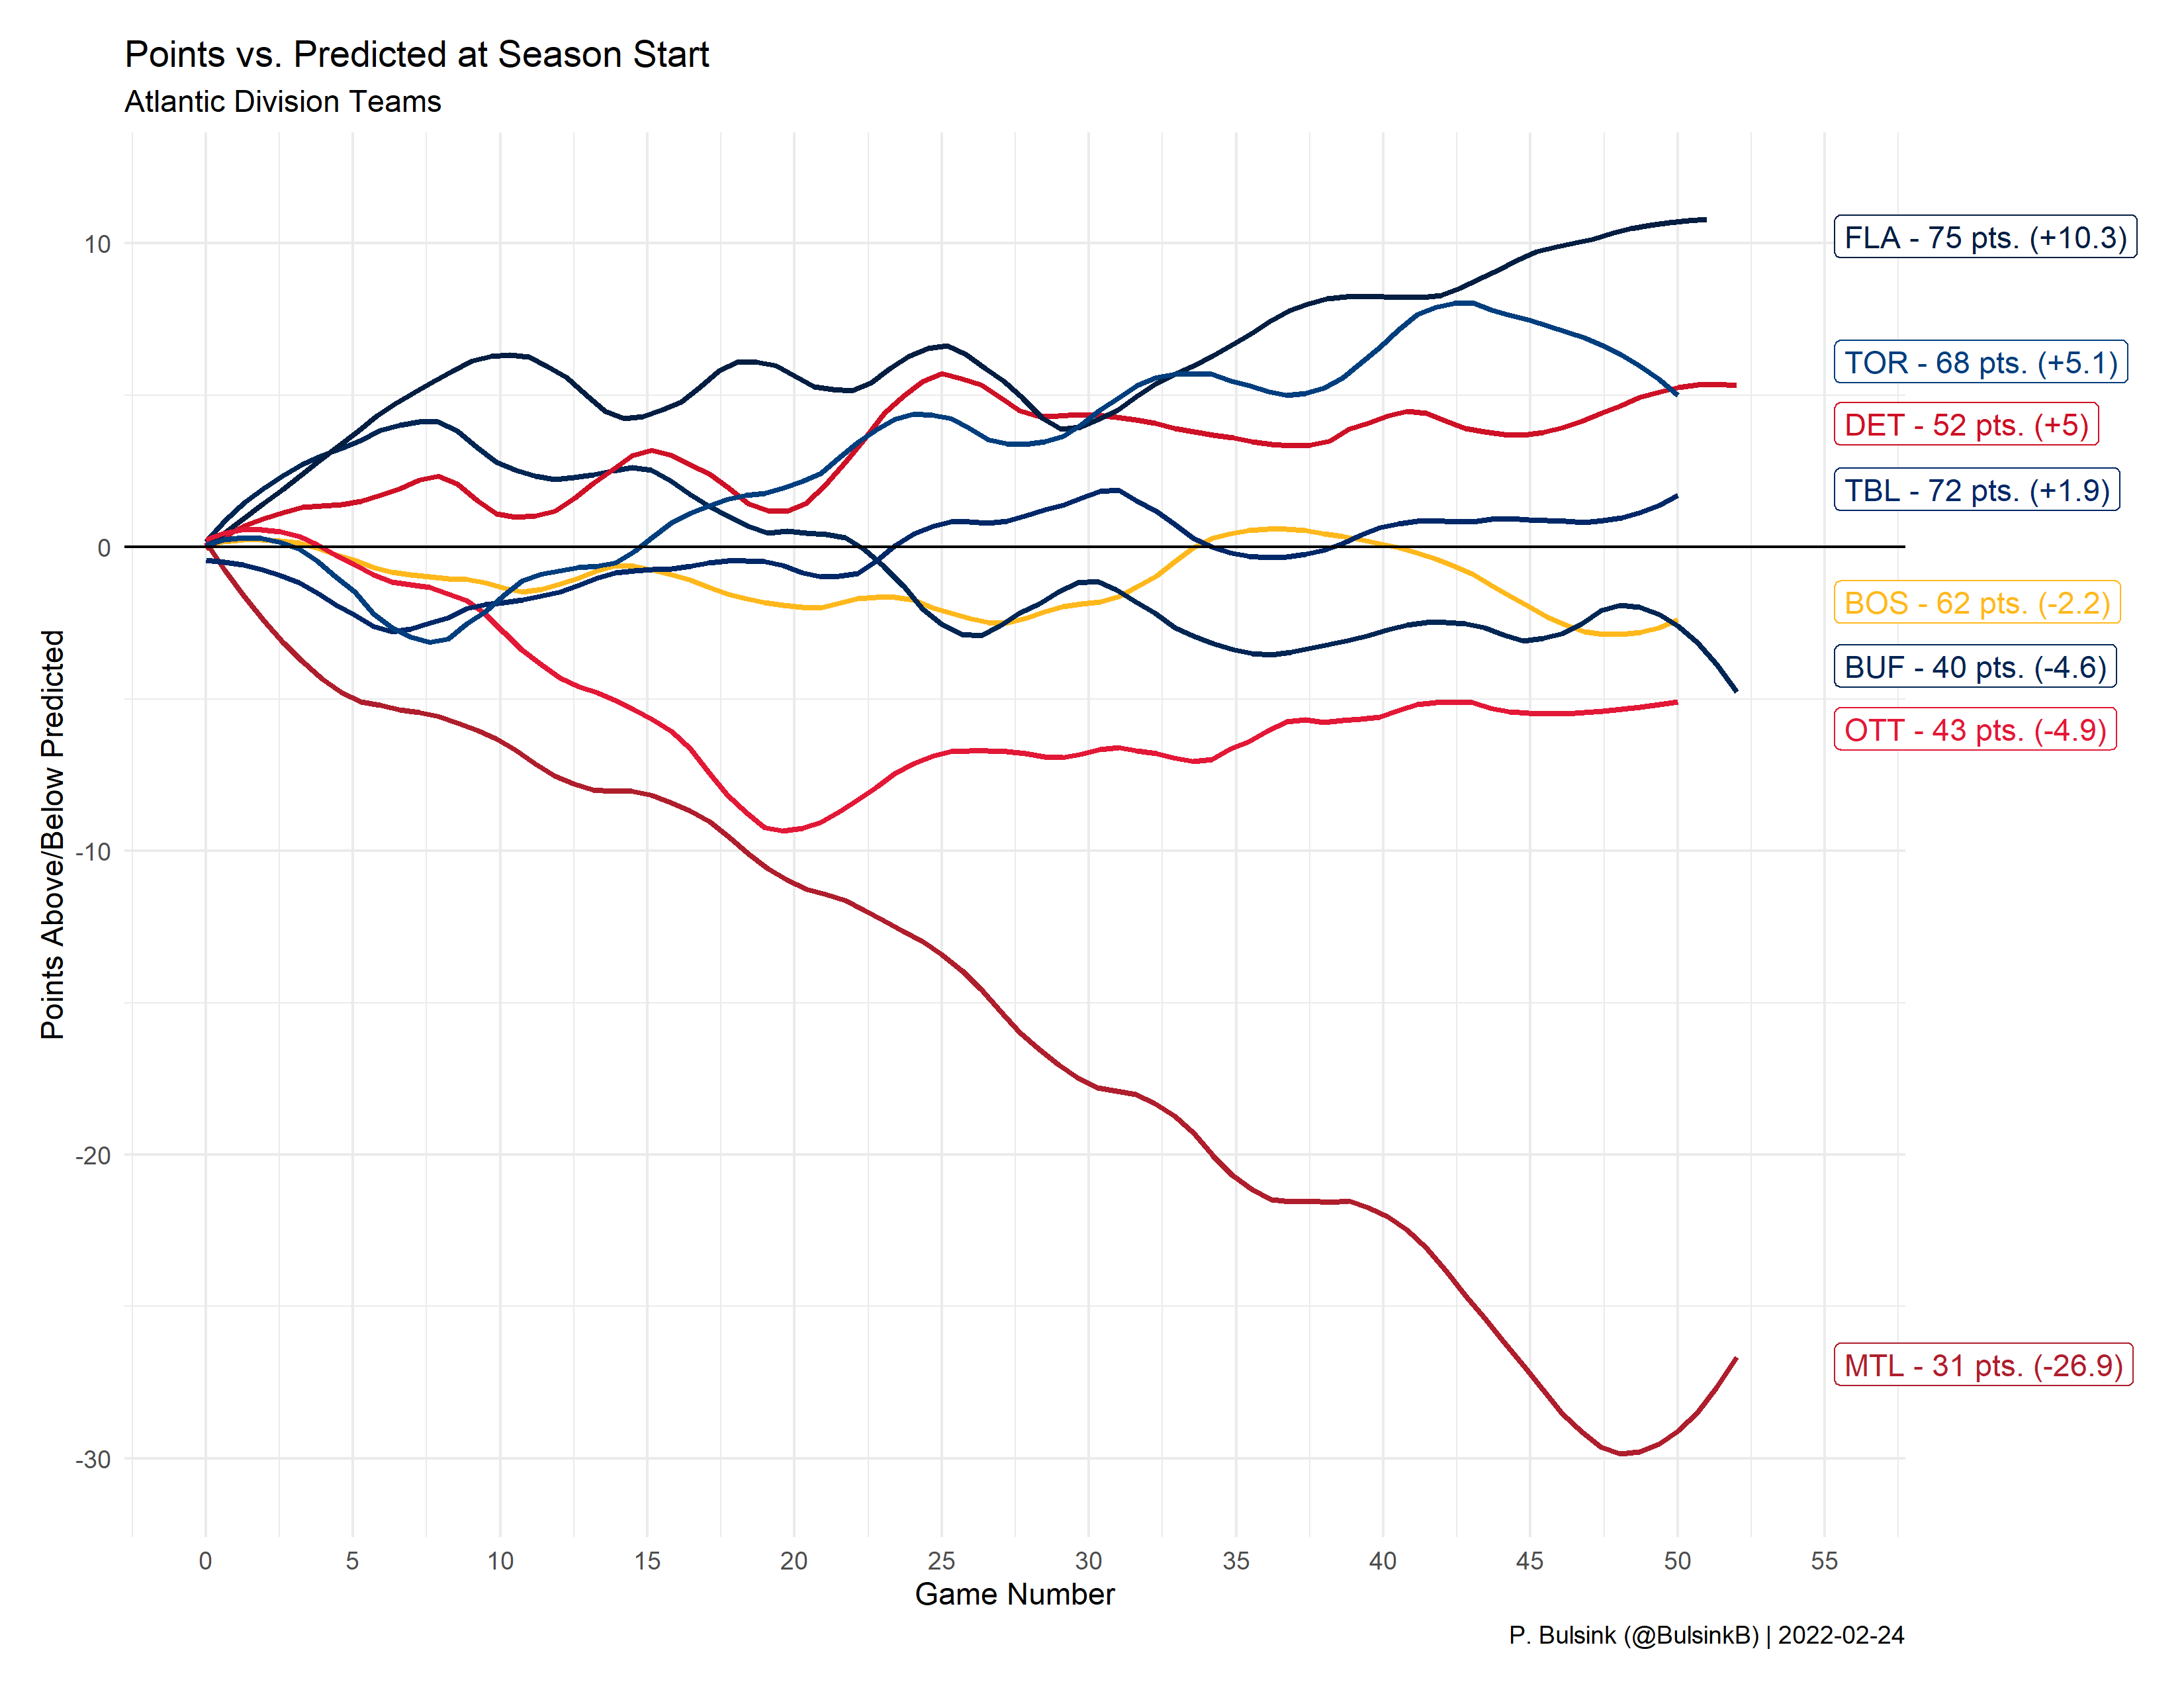 Points vs. Predicted at Season Start
Atlantic Division Teams
Points Above/Below Predicted
10
0
-10
-20
-30
FLA - 75 pts. (+10.3)
TOR - 68 pts. (+5.1)
DET - 52 pts. (+5)
TBL - 72 pts. (+1.9)
BOS - 62 pts. (-2.2)
BUF - 40 pts. (-4.6)
OTT - 43 pts. (-4.9)
MTL - 31 pts. (-26.9)
0 5 10 15 20 25 30 35 40 45 50 55
Game Number
P. Bulsink (@BulsinkB) | 2022-02-24